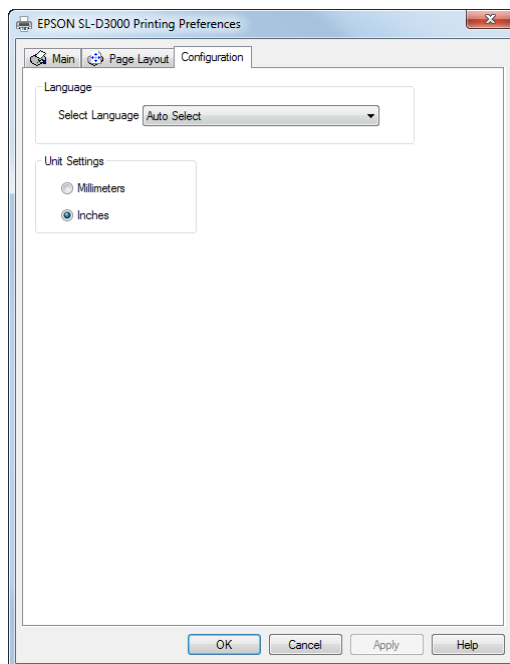 EPSON SL-D3000 Printing Preferences
Main Page Layout Configuration
Language
Select Language Auto Select
Unit Settings
Millimeters
Inches
OK Cancel Apply Help